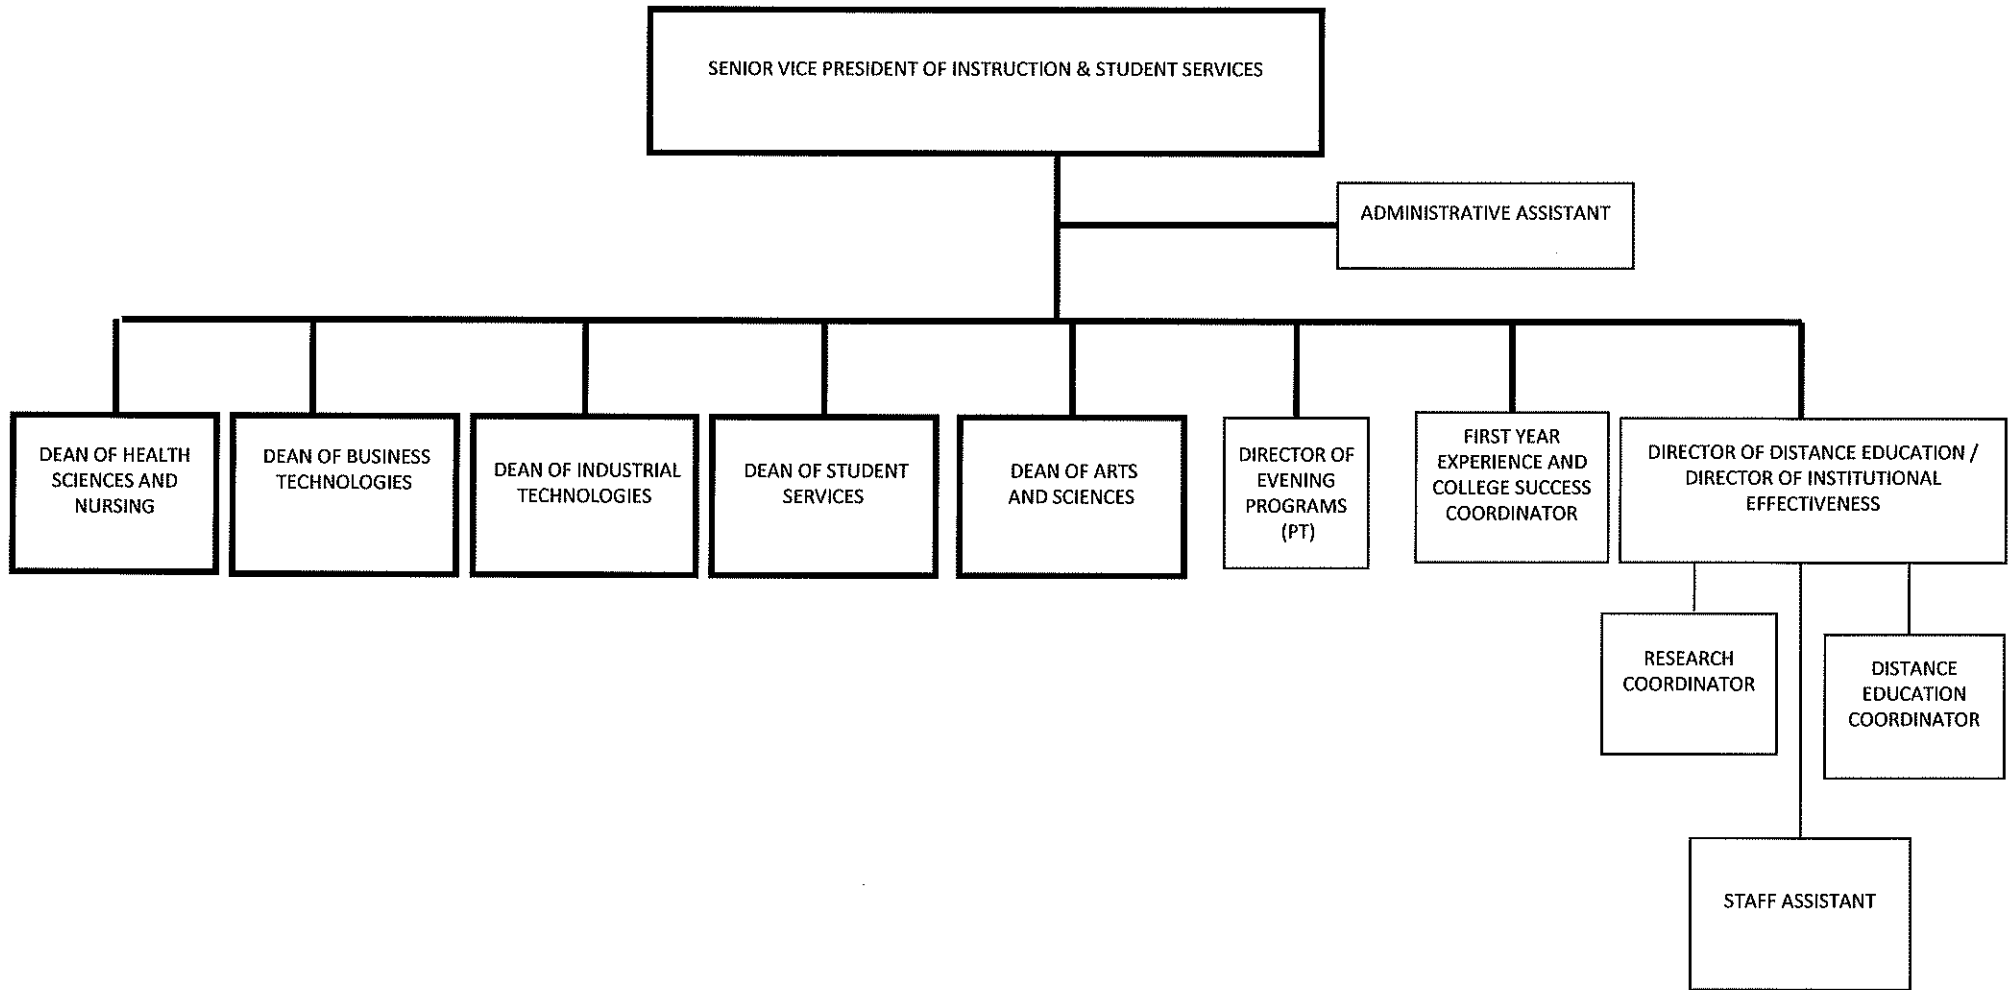 SENIOR VICE PRESIDENT OF INSTRUCTION & STUDENT SERVICES
ADMINISTRATIVE ASSISTANT
DEAN OF HEALTH
SCIENCES AND
NURSING
DEAN OF BUSINESS
TECHNOLOGIES
DEAN OF INDUSTRIAL
TECHNOLOGIES
DEAN OF STUDENT
SERVICES
DEAN OF ARTS
AND SCIENCES
DIRECTOR OF
EVENING
PROGRAMS
(PT)
FIRST YEAR
EXPERIENCE AND
COLLEGE SUCCESS
COORDINATOR
DIRECTOR OF DISTANCE EDUCATION /
DIRECTOR OF INSTITUTIONAL
EFFECTIVENESS
RESEARCH
COORDINATOR
DISTANCE
EDUCATION
COORDINATOR
STAFF ASSISTANT